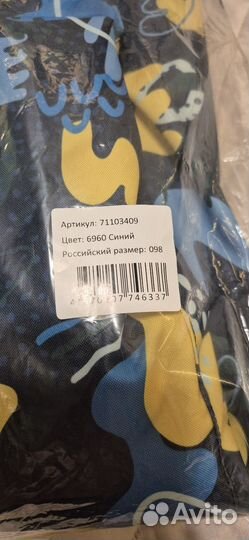 Артикул: 71103409
Цвет: 6960 Синий
Российский размер: 098
Avito